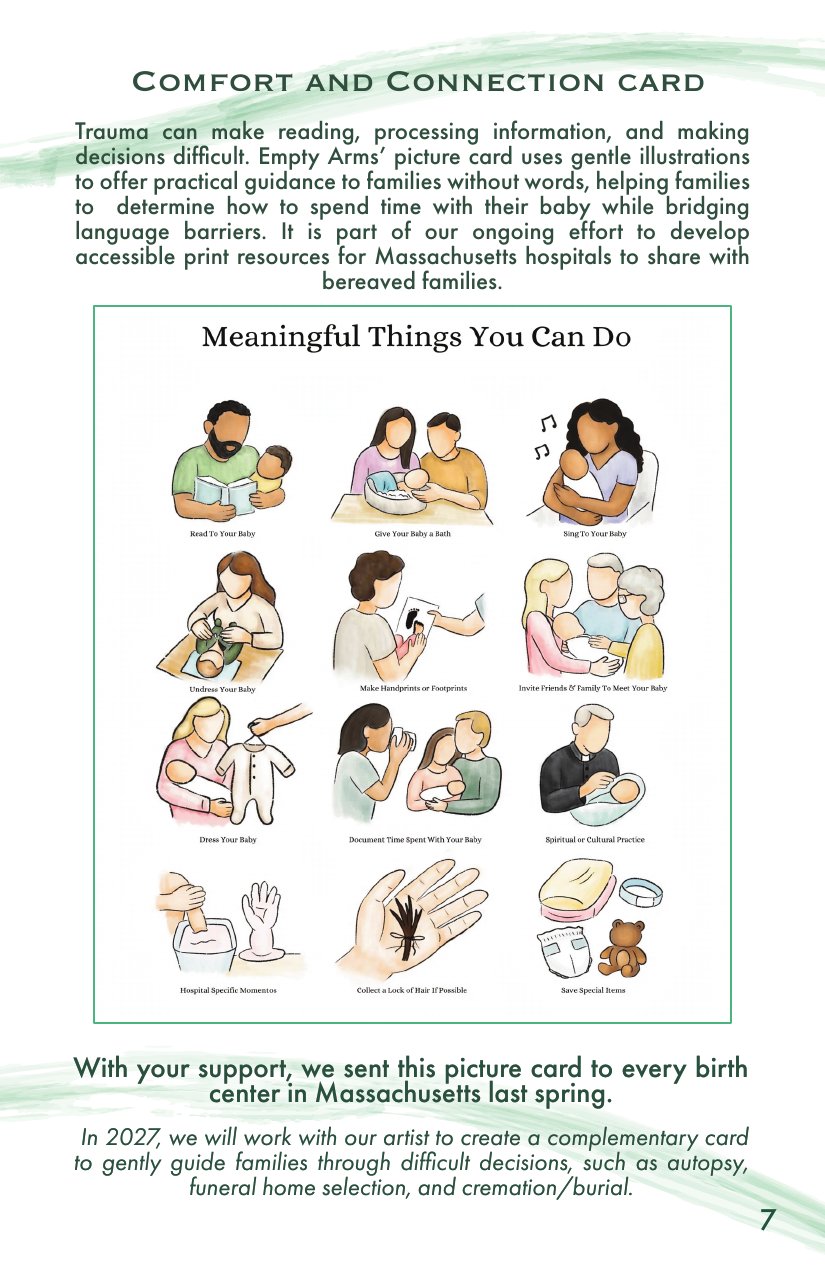 COMFORT AND CONNECTION CARD
Trauma can make reading, processing information, and making
decisions difficult. Empty Arms' picture card uses gentle illustrations
to offer practical guidance to families without words, helping families
to determine how to spend time with their baby while bridging
language barriers. It is part of our ongoing effort to develop
accessible print resources for Massachusetts hospitals to share with
bereaved families.
Meaningful Things You Can Do
Read To Your Baby
Give Your Baby a Bath
Sing To Your Baby
Undress Your Baby
Make Handprints or Footprints
Invite Friends & Family To Meet Your Baby
Dress Your Baby
Document Time Spent With Your Baby
Spiritual or Cultural Practice
Hospital Specific Momentos
Collect a Lock of Hair If Possible
Save Special Items
With your support, we sent this picture card to every birth
center in Massachusetts last spring.
In 2027, we will work with our artist to create a complementary card
to gently guide families through difficult decisions, such as autopsy,
funeral home selection, and cremation/burial.
7